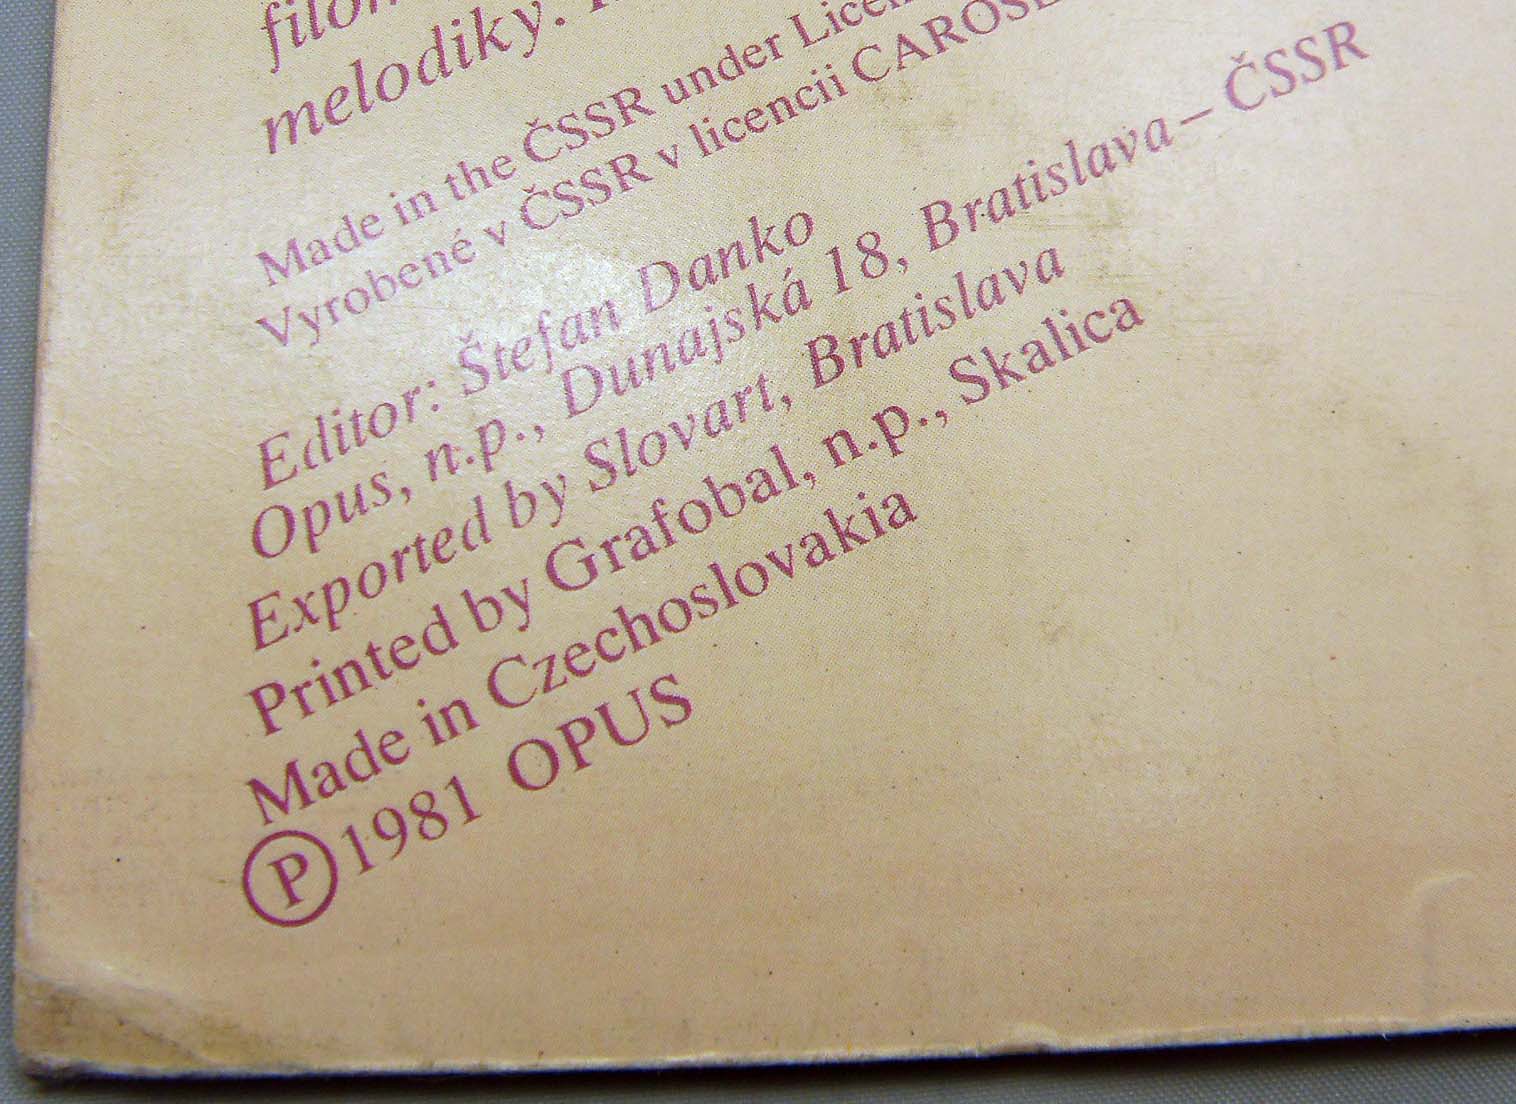 melodiky.
Made in the ČSSR under
Vyrobené v ČSSR v licencii
Editor: Štefan Danko
Opus, n.p., Dunajská 18, Bratislava – ČSSR
Exported by Slovart, Bratislava
Printed by Grafobal, n.p., Skalica
Made in Czechoslovakia
Ⓟ 1981 OPUS